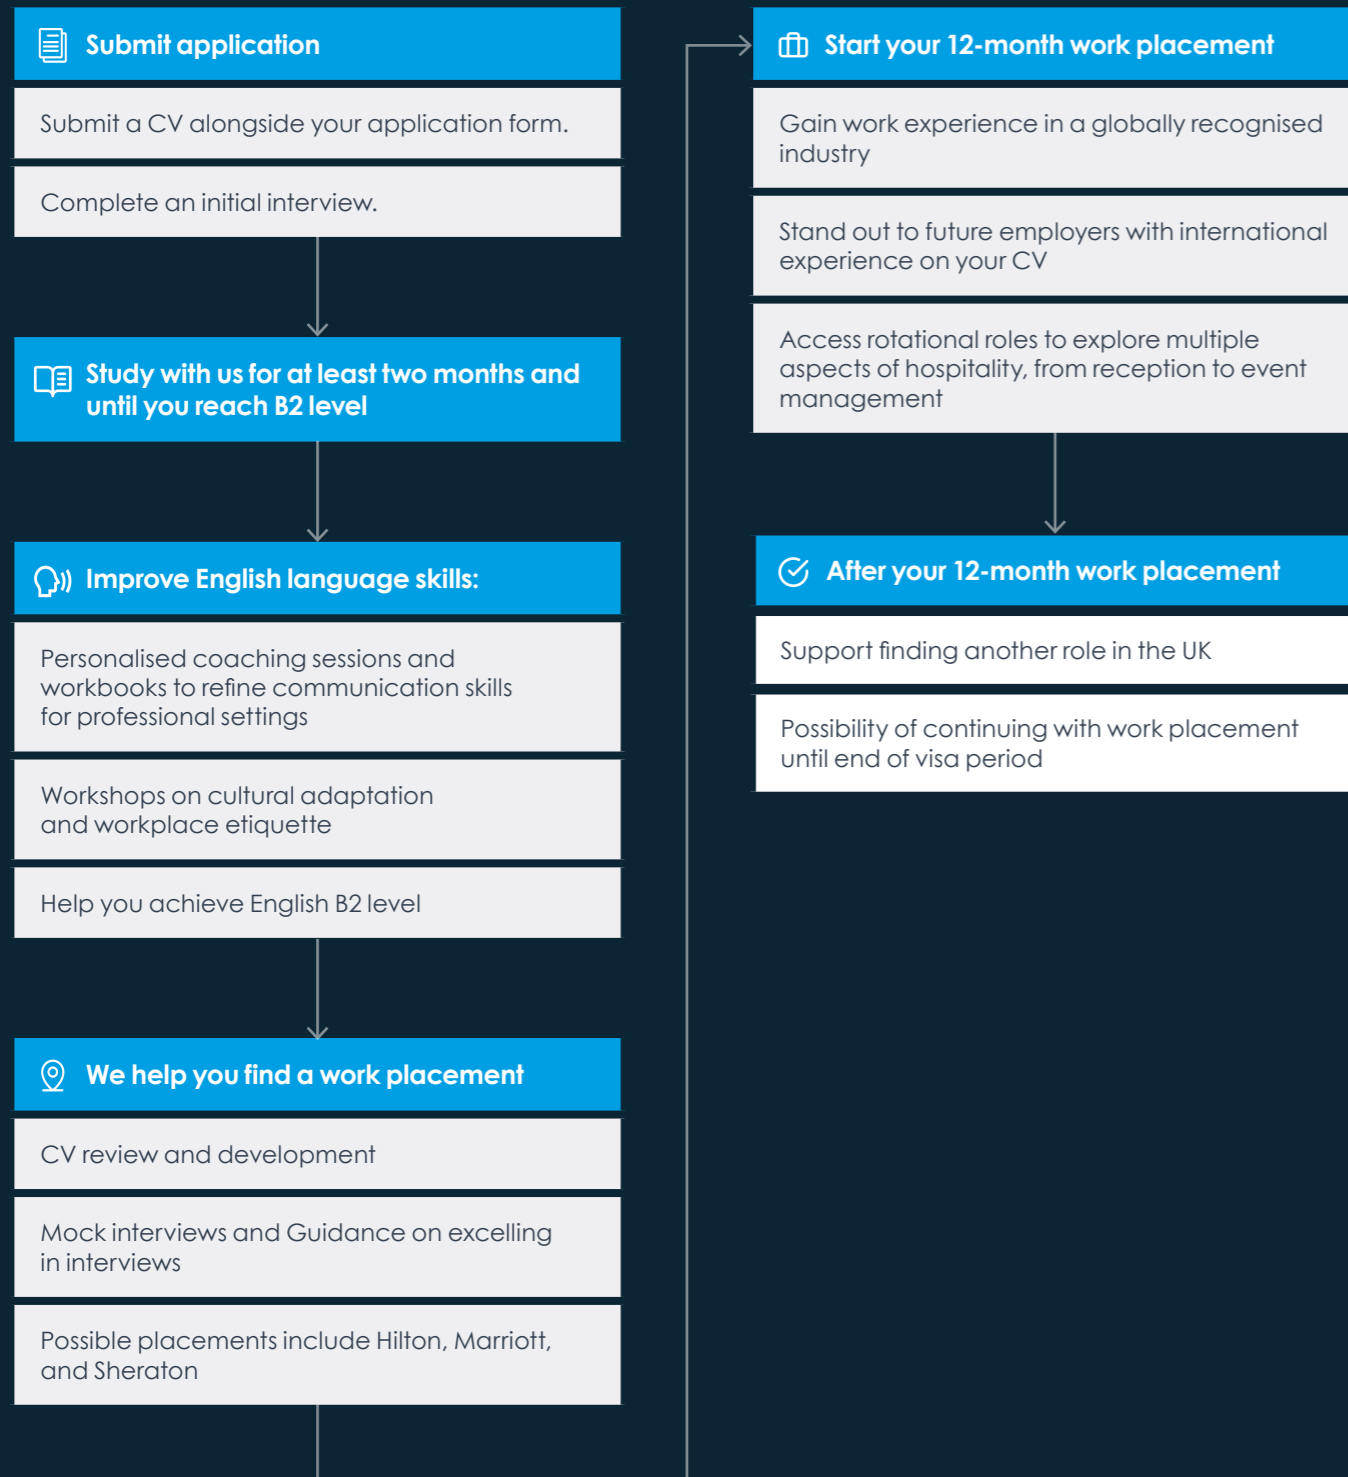 Submit application
Submit a CV alongside your application form.
Complete an initial interview.
Study with us for at least two months and
until you reach B2 level
Improve English language skills:
Personalised coaching sessions and
workbooks to refine communication skills
for professional settings
Workshops on cultural adaptation
and workplace etiquette
Help you achieve English B2 level
We help you find a work placement
CV review and development
Mock interviews and Guidance on excelling
in interviews
Possible placements include Hilton, Marriott,
and Sheraton
Start your 12-month work placement
Gain work experience in a globally recognised
industry
Stand out to future employers with international
experience on your CV
Access rotational roles to explore multiple
aspects of hospitality, from reception to event
management
After your 12-month work placement
Support finding another role in the UK
Possibility of continuing with work placement
until end of visa period